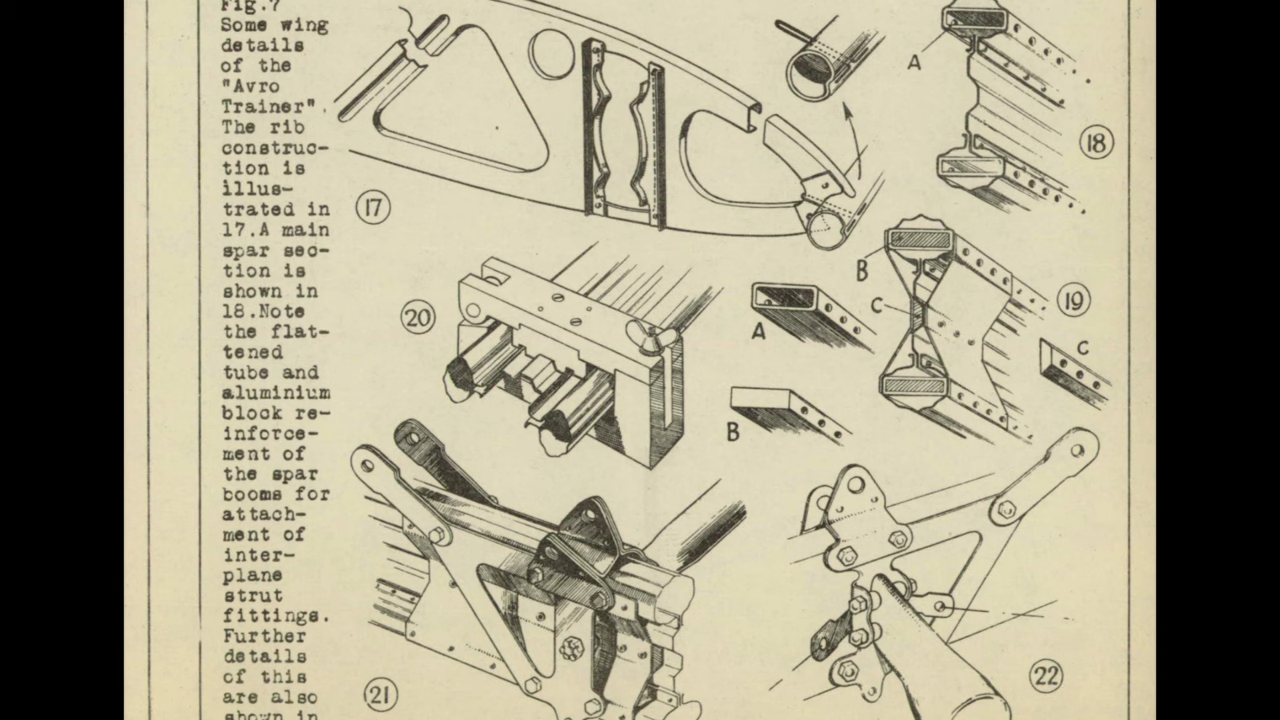 Fig.7
Some wing
details
of the
"Avro
Trainer".
The rib
construc-
tion is
illus-
trated in
17.A main
spar sec-
tion is
shown in
18.Note
the flat-
tened
tube and
aluminium
block re-
inforce-
ment of
the spar
booms for
attach-
ment of
inter-
plane
strut
fittings.
Further
details
of this
are also
shown in
17
A
18
B
C
19
20
A
B
C
21
22